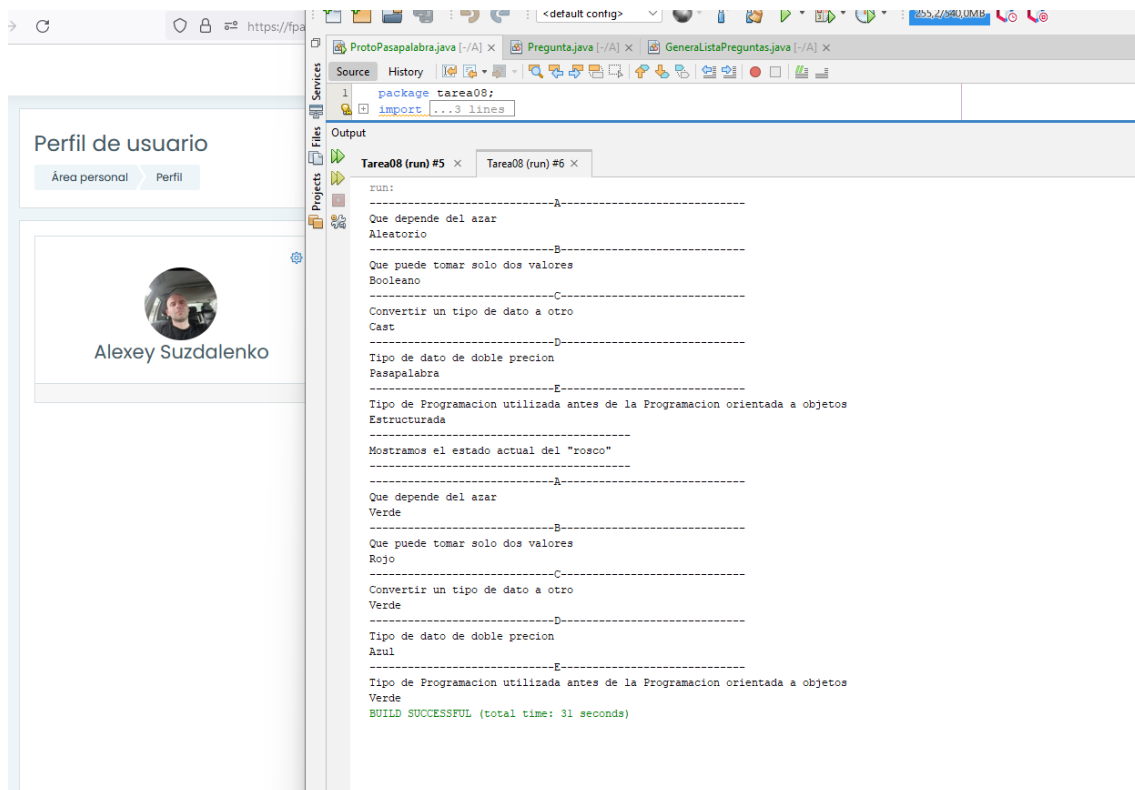 https://fpa
Perfil de usuario
Área personal
Perfil
Alexey Suzdalenko
<default config>
255,2/540,0MB
ProtoPasapalabra.java [-/A] ×
Pregunta.java [-/A] ×
GeneraListaPreguntas.java [-/A] ×
Services
Files
Projects
Source
History
1 package tarea08;
import ...3 lines
Output
Tarea08 (run) #5 ×
Tarea08 (run) #6 ×
run:
----------------------------A----------------------------
Que depende del azar
Aleatorio
----------------------------B----------------------------
Que puede tomar solo dos valores
Booleano
----------------------------C----------------------------
Convertir un tipo de dato a otro
Cast
----------------------------D----------------------------
Tipo de dato de doble precion
Pasapalabra
----------------------------E----------------------------
Tipo de Programacion utilizada antes de la Programacion orientada a objetos
Estructurada
----------------------------------------
Mostramos el estado actual del "rosco"
----------------------------------------
----------------------------A----------------------------
Que depende del azar
Verde
----------------------------B----------------------------
Que puede tomar solo dos valores
Rojo
----------------------------C----------------------------
Convertir un tipo de dato a otro
Verde
----------------------------D----------------------------
Tipo de dato de doble precion
Azul
----------------------------E----------------------------
Tipo de Programacion utilizada antes de la Programacion orientada a objetos
Verde
BUILD SUCCESSFUL (total time: 31 seconds)